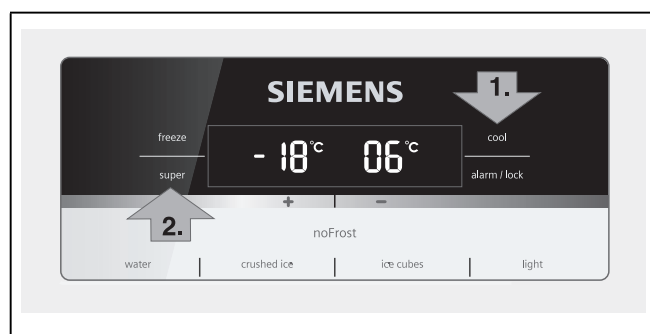 SIEMENS
1.
freeze
cool
- 18°C 06°C
super
alarm / lock
+ -
2.
noFrost
water crushed ice ice cubes light